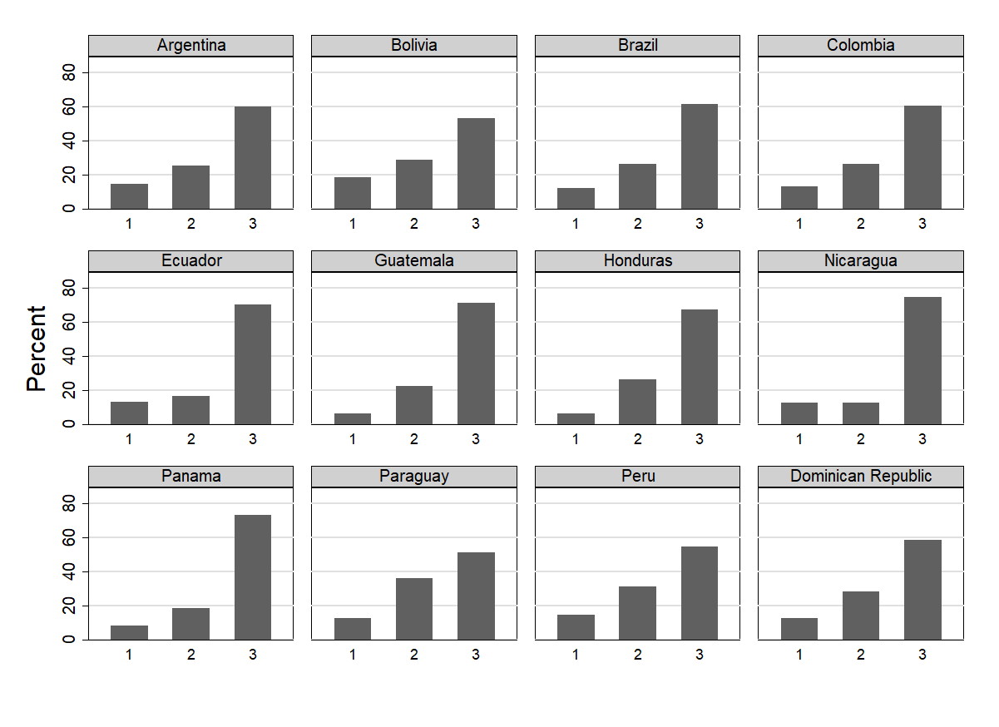 Argentina Bolivia Brazil Colombia
80
60
40
20
0
1 2 3 1 2 3 1 2 3 1 2 3
Ecuador Guatemala Honduras Nicaragua
80
60
40
20
0
1 2 3 1 2 3 1 2 3 1 2 3
Percent
Panama Paraguay Peru Dominican Republic
80
60
40
20
0
1 2 3 1 2 3 1 2 3 1 2 3